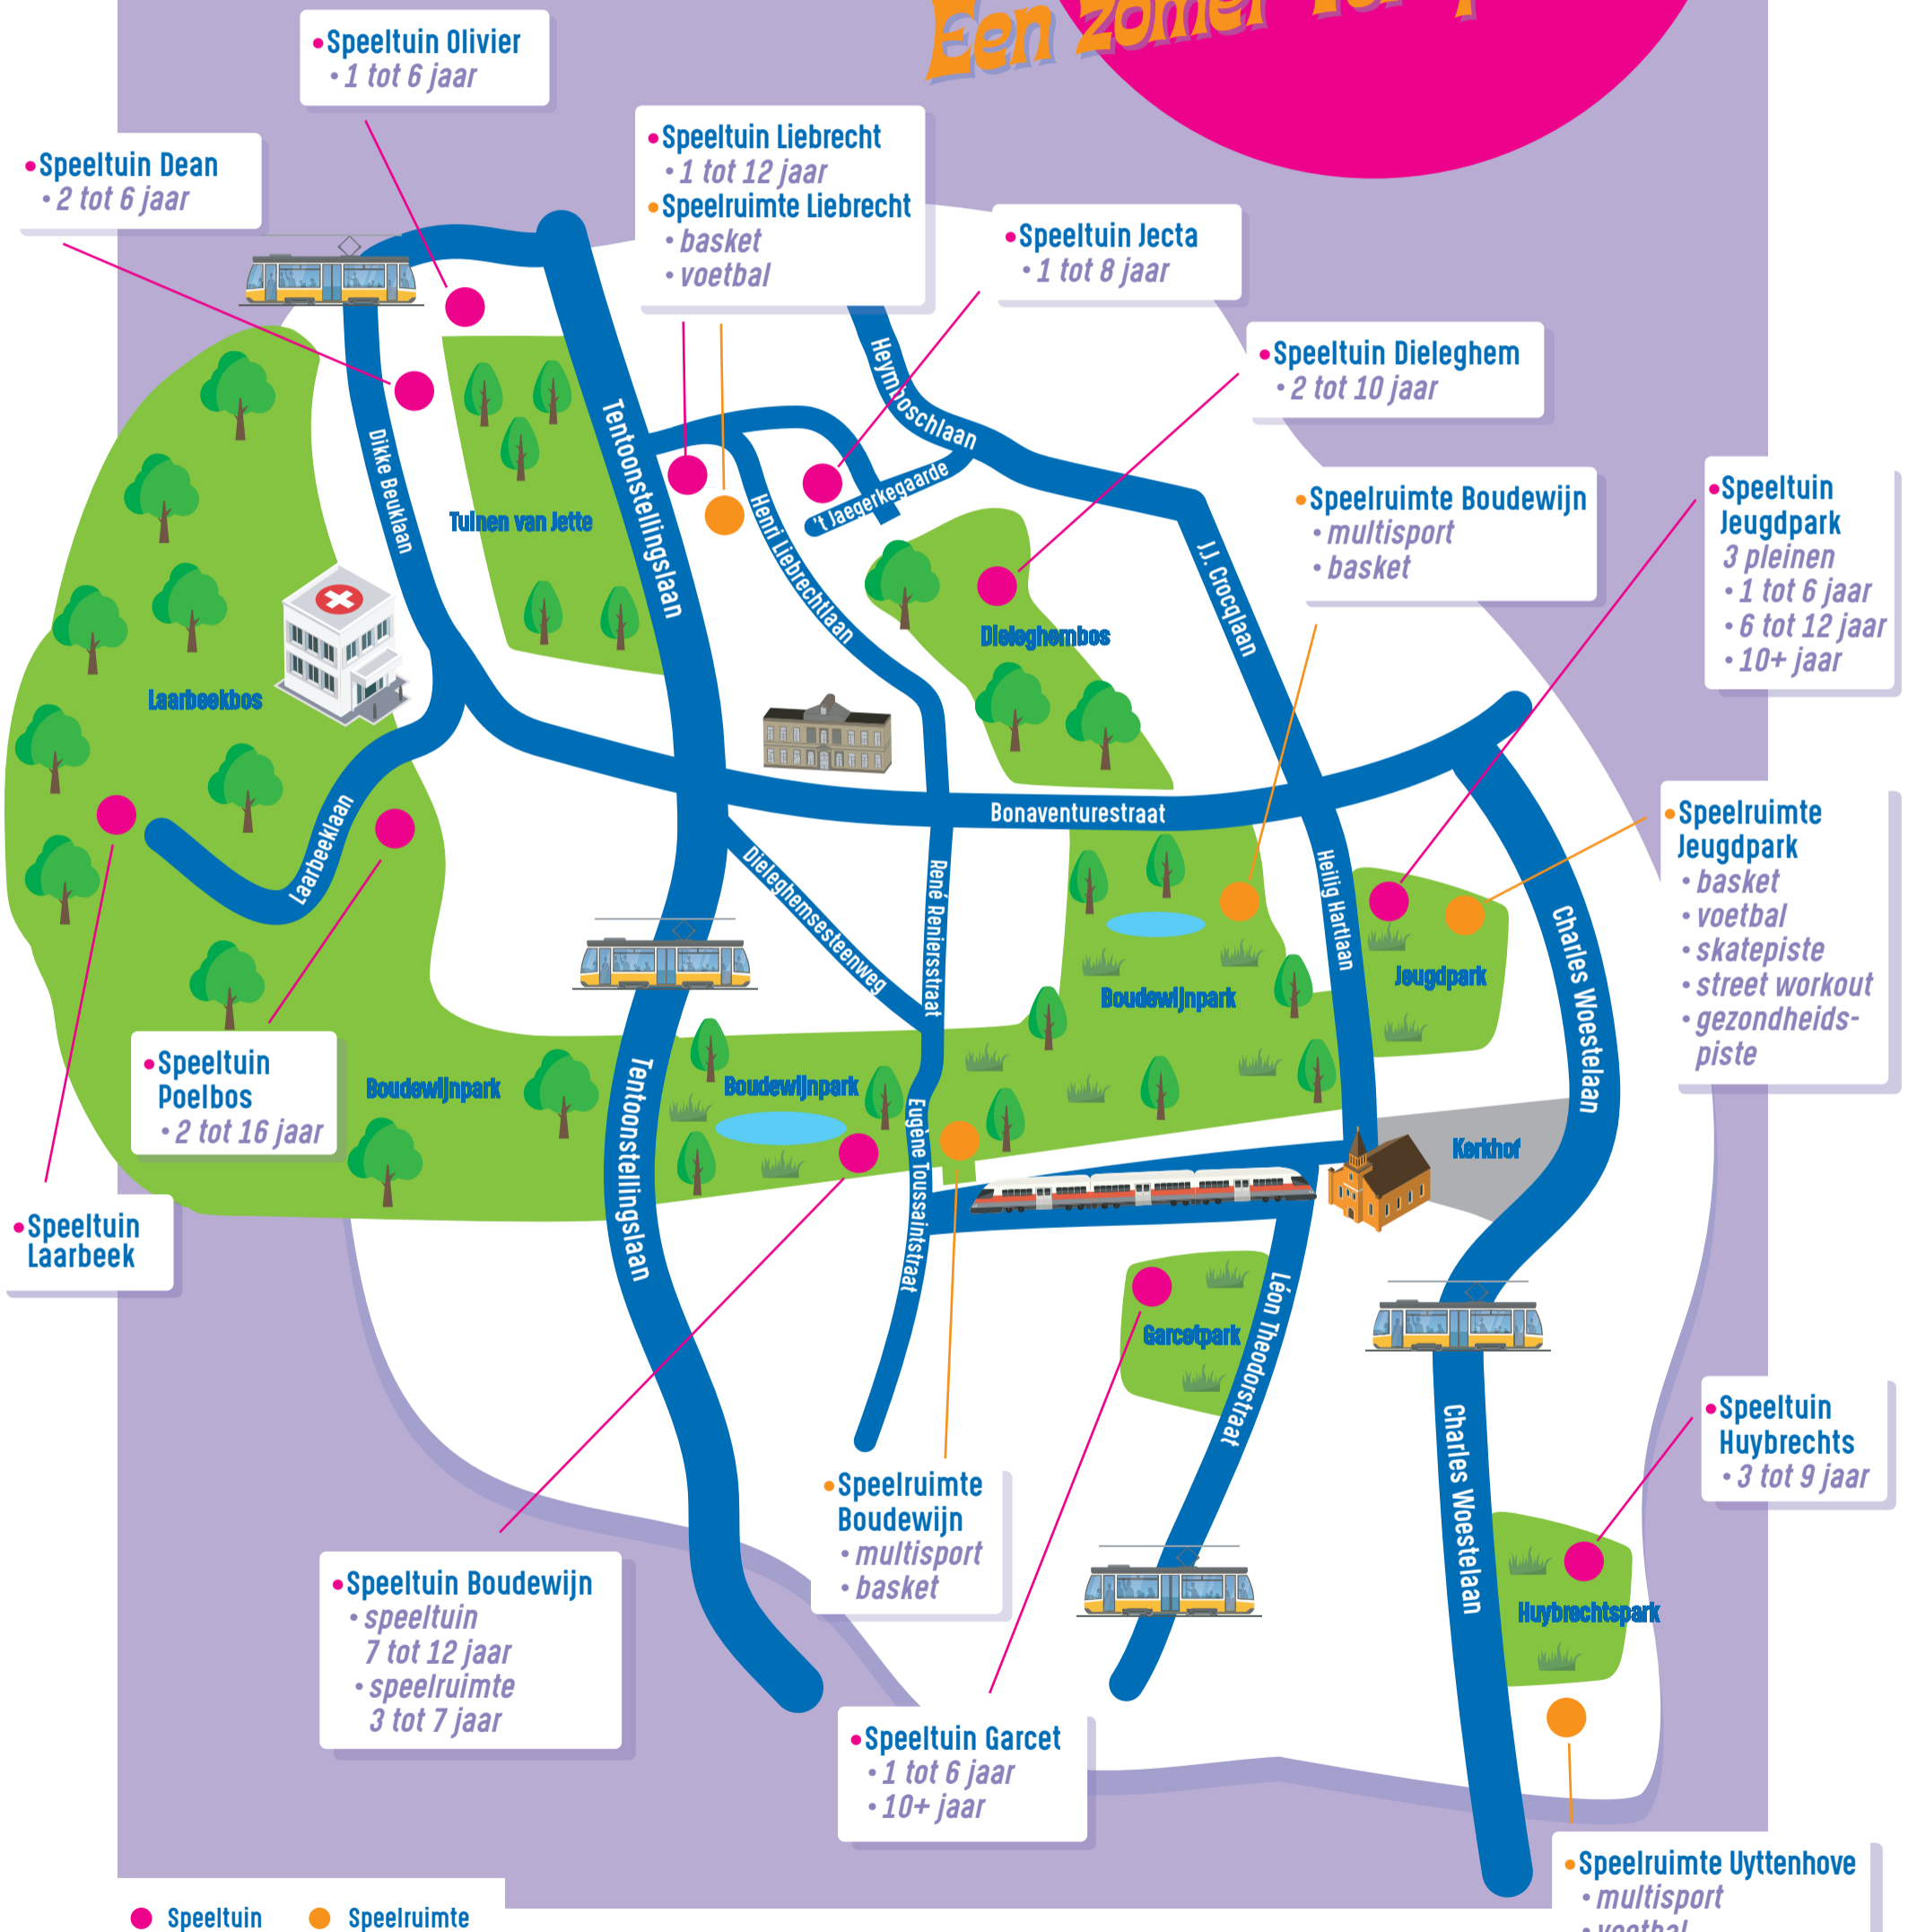 Een zomer
• Speeltuin Olivier
• 1 tot 6 jaar
• Speeltuin Dean
• 2 tot 6 jaar
• Speeltuin Liebrecht
• 1 tot 12 jaar
• Speelruimte Liebrecht
• basket
• voetbal
• Speeltuin Jecta
• 1 tot 8 jaar
• Speeltuin Dieleghem
• 2 tot 10 jaar
• Speelruimte Boudewijn
• multisport
• basket
• Speeltuin
Jeugdpark
3 pleinen
• 1 tot 6 jaar
• 6 tot 12 jaar
• 10+ jaar
• Speelruimte
Jeugdpark
• basket
• voetbal
• skatepiste
• street workout
• gezondheids-
piste
Heymboschlaan
Dikke Beuklaan
Tentoonstellingslaan
Tuinen van Jette
Henri Liebrechtlaan
't Jaegerkegaarde
J.J. Crocqlaan
Dieleghembos
Laarbeekbos
Bonaventurestraat
Laarbeeklaan
Dieleghemsesteenweg
René Reniersstraat
Heilig Hartlaan
Charles Woestelaan
Jeugdpark
Boudewijnpark
• Speeltuin
Poelbos
• 2 tot 16 jaar
Boudewijnpark
Boudewijnpark
Tentoonstellingslaan
Eugène Toussaintstraat
Kerkhof
• Speeltuin
Laarbeek
Garcetpark
Léon Theodorstraat
Charles Woestelaan
• Speeltuin
Huybrechts
• 3 tot 9 jaar
Huybrechtspark
• Speelruimte
Boudewijn
• multisport
• basket
• Speeltuin Boudewijn
• speeltuin
7 tot 12 jaar
• speelruimte
3 tot 7 jaar
• Speeltuin Garcet
• 1 tot 6 jaar
• 10+ jaar
• Speelruimte Uyttenhove
• multisport
• voetbal
Speeltuin
Speelruimte